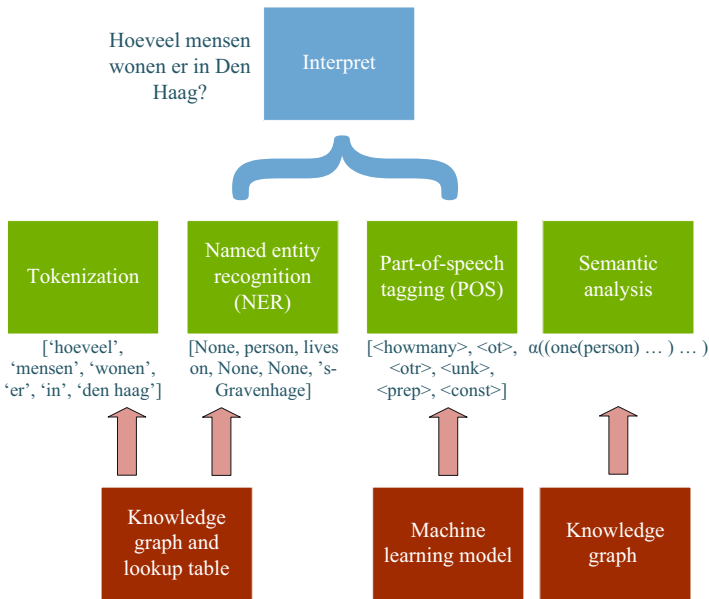 Hoeveel mensen
wonen er in Den
Haag?
Interpret
Tokenization
Named entity
recognition
(NER)
Part-of-speech
tagging (POS)
Semantic
analysis
[‘hoeveel’,
‘mensen’, ‘wonen’,
‘er’, ‘in’, ‘den haag’]
[None, person, lives
on, None, None, ’s-
Gravenhage]
[<howmany>, <ot>,
<otr>, <unk>,
<prep>, <const>]
α((one(person) … ) … )
Knowledge
graph and
lookup table
Machine
learning model
Knowledge
graph